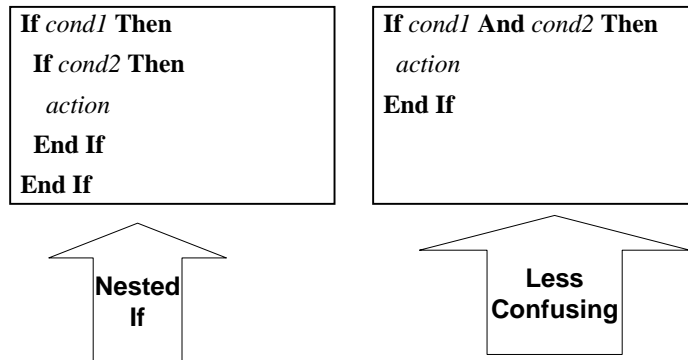 If cond1 Then
If cond2 Then
action
End If
End If
If cond1 And cond2 Then
action
End If
Nested
If
Less
Confusing